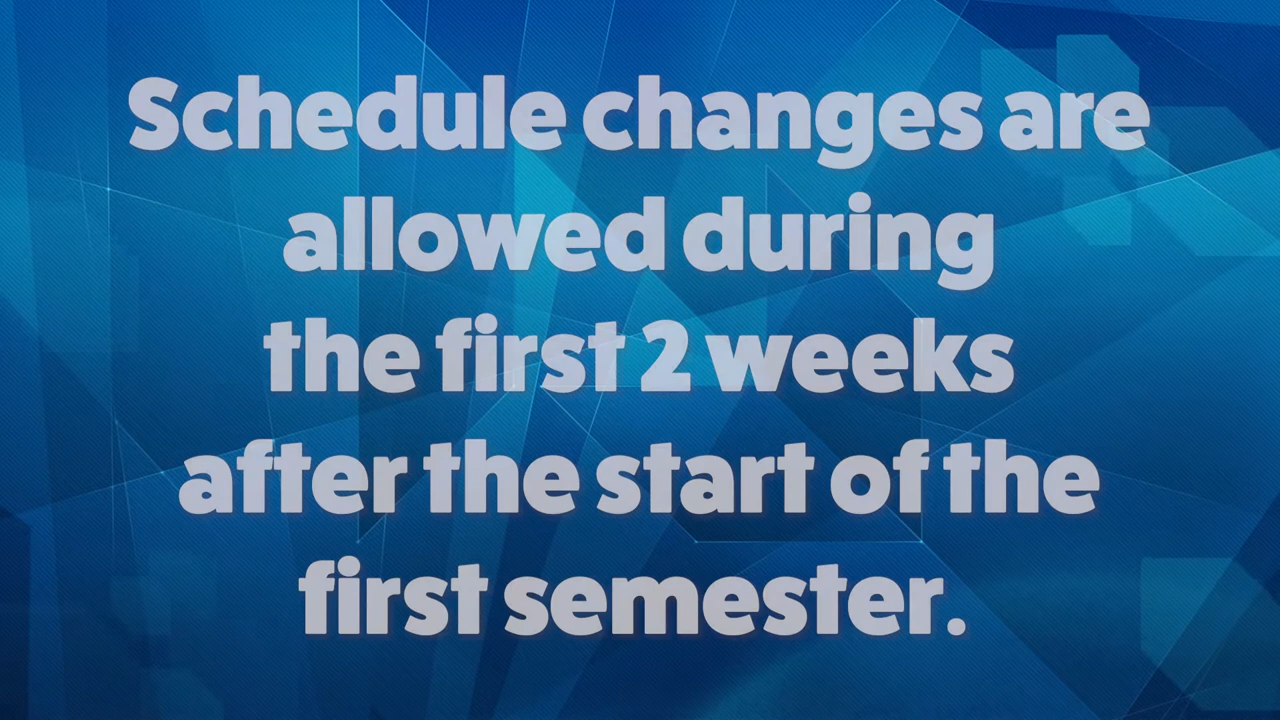 Schedule changes are
allowed during
the first 2 weeks
after the start of the
first semester.